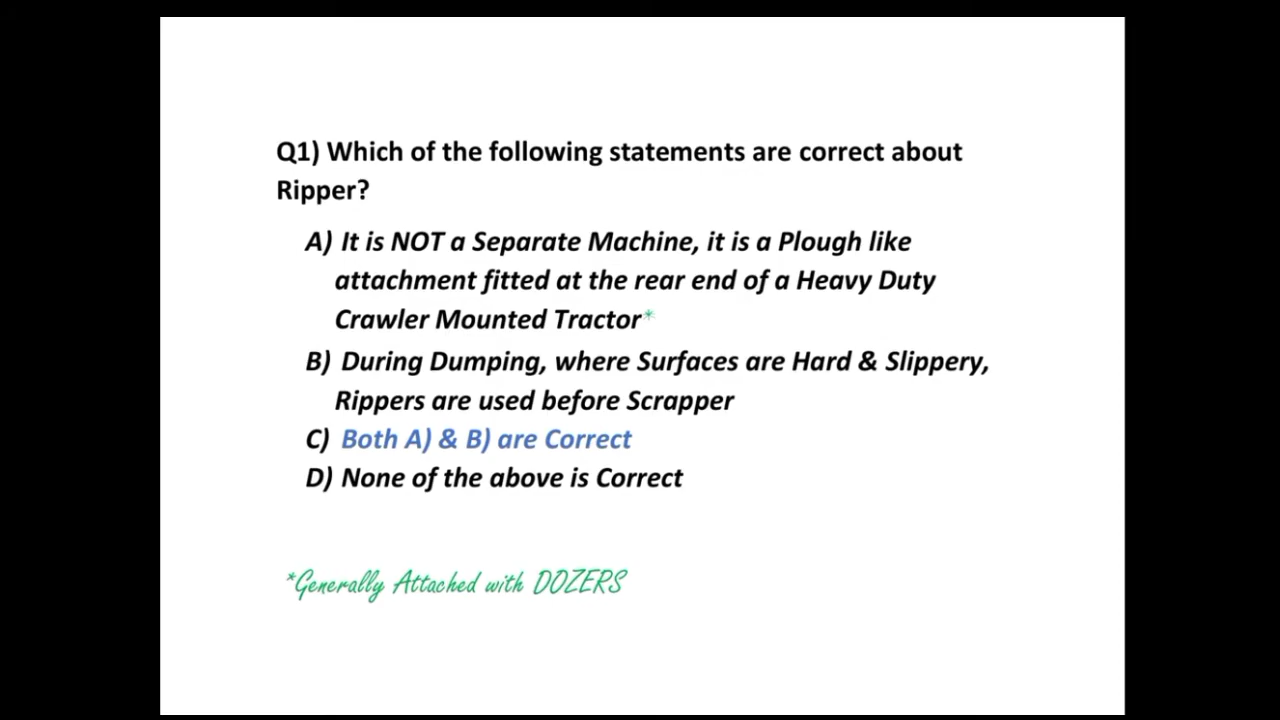 Q1) Which of the following statements are correct about
Ripper?
A) It is NOT a Separate Machine, it is a Plough like
attachment fitted at the rear end of a Heavy Duty
Crawler Mounted Tractor*
B) During Dumping, where Surfaces are Hard & Slippery,
Rippers are used before Scrapper
C) Both A) & B) are Correct
D) None of the above is Correct
*Generally Attached with DOZERS